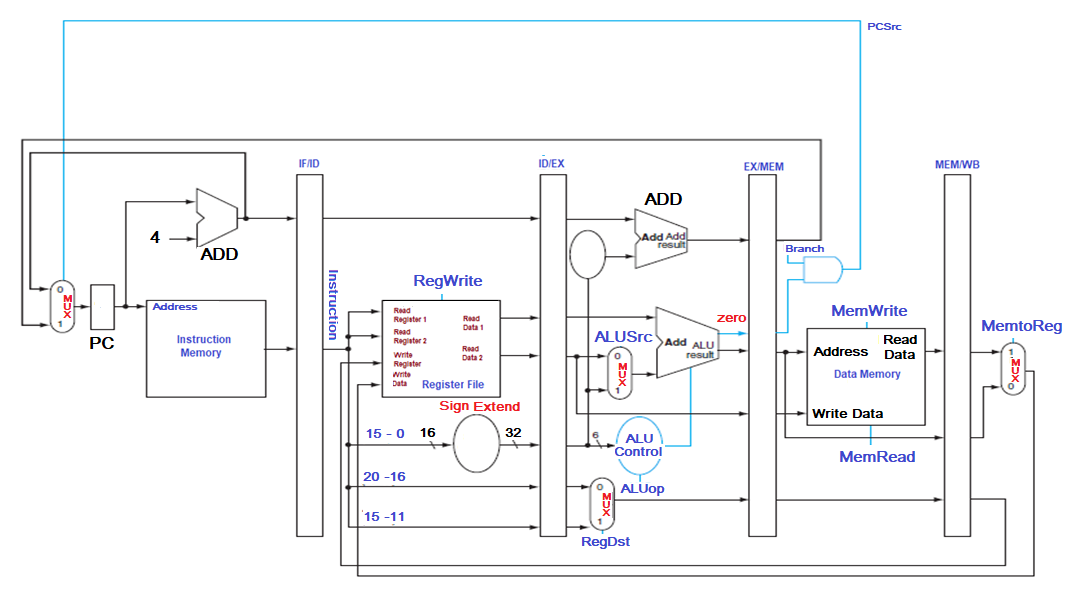 PCSrc
IF/ID
ID/EX
EX/MEM
MEM/WB
ADD
4
ADD
Add Add
result
Branch
0
MUX
1
PC
Address
Instruction
Memory
Instruction
RegWrite
Read
Register 1
Read
Register 2
Write
Register
Write
Data
Read
Data 1
Read
Data 2
Register File
ALUSrc
0
MUX
1
zero
Add ALU
result
MemWrite
Address
Read
Data
Data Memory
Write Data
MemRead
MemtoReg
1
MUX
0
Sign Extend
15 - 0
16
32
6
ALU
Control
ALUop
20 -16
15 -11
0
MUX
1
RegDst